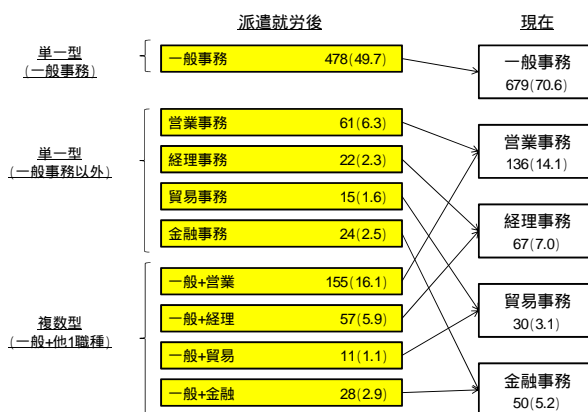 派遣就労後
現在
単一型
(一般事務)
一般事務 478(49.7)
一般事務
679(70.6)
単一型
(一般事務以外)
営業事務 61(6.3)
経理事務 22(2.3)
貿易事務 15(1.6)
金融事務 24(2.5)
営業事務
136(14.1)
経理事務
67(7.0)
複数型
(一般+他1職種)
一般+営業 155(16.1)
一般+経理 57(5.9)
一般+貿易 11(1.1)
一般+金融 28(2.9)
貿易事務
30(3.1)
金融事務
50(5.2)